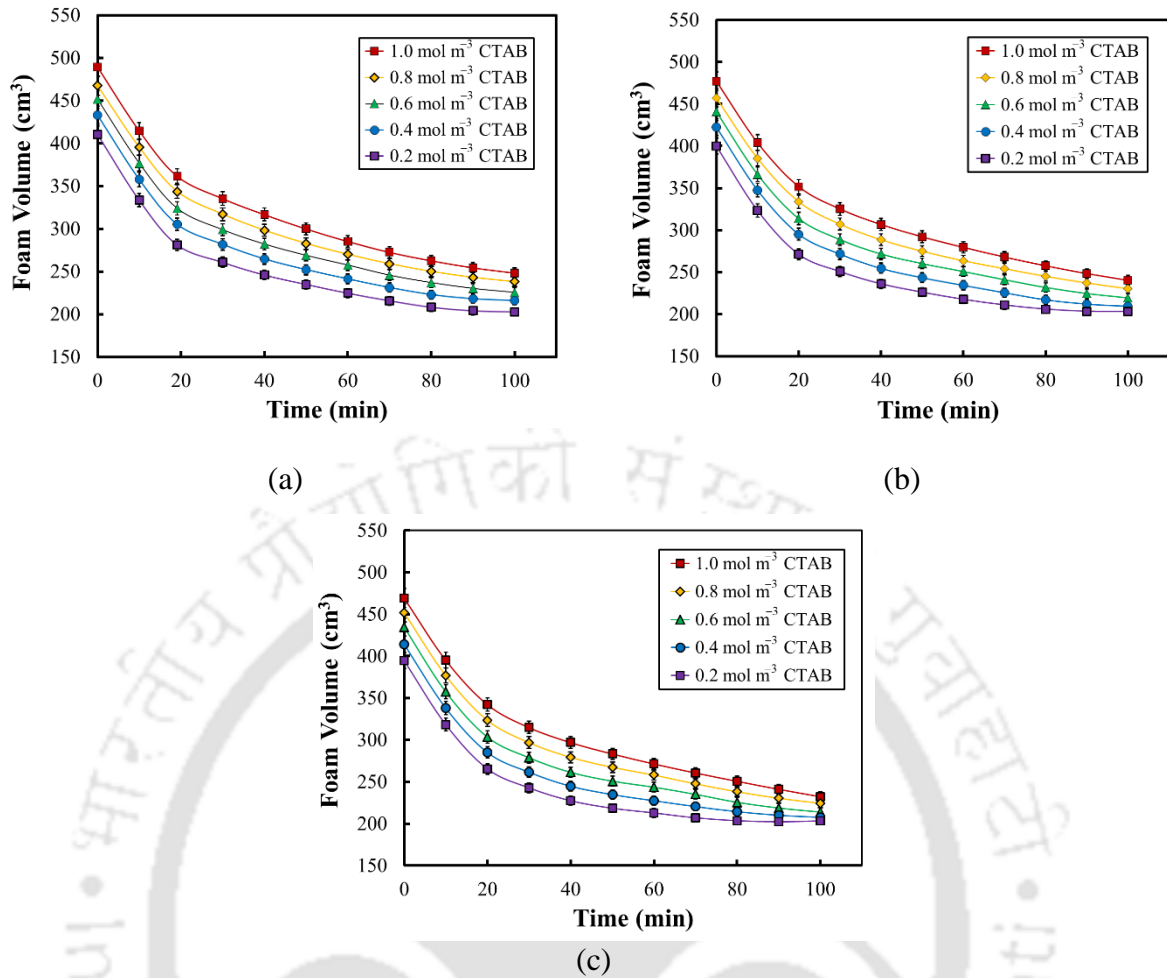 550
500
450
400
350
300
250
200
150
0 20 40 60 80 100
Foam Volume (cm³)
Time (min)
1.0 mol m⁻³ CTAB
0.8 mol m⁻³ CTAB
0.6 mol m⁻³ CTAB
0.4 mol m⁻³ CTAB
0.2 mol m⁻³ CTAB
(a)
550
500
450
400
350
300
250
200
150
0 20 40 60 80 100
Foam Volume (cm³)
Time (min)
1.0 mol m⁻³ CTAB
0.8 mol m⁻³ CTAB
0.6 mol m⁻³ CTAB
0.4 mol m⁻³ CTAB
0.2 mol m⁻³ CTAB
(b)
550
500
450
400
350
300
250
200
150
0 20 40 60 80 100
Foam Volume (cm³)
Time (min)
1.0 mol m⁻³ CTAB
0.8 mol m⁻³ CTAB
0.6 mol m⁻³ CTAB
0.4 mol m⁻³ CTAB
0.2 mol m⁻³ CTAB
(c)
भारतीय प्रौद्योगिकी संस्थान गुवाहाटी